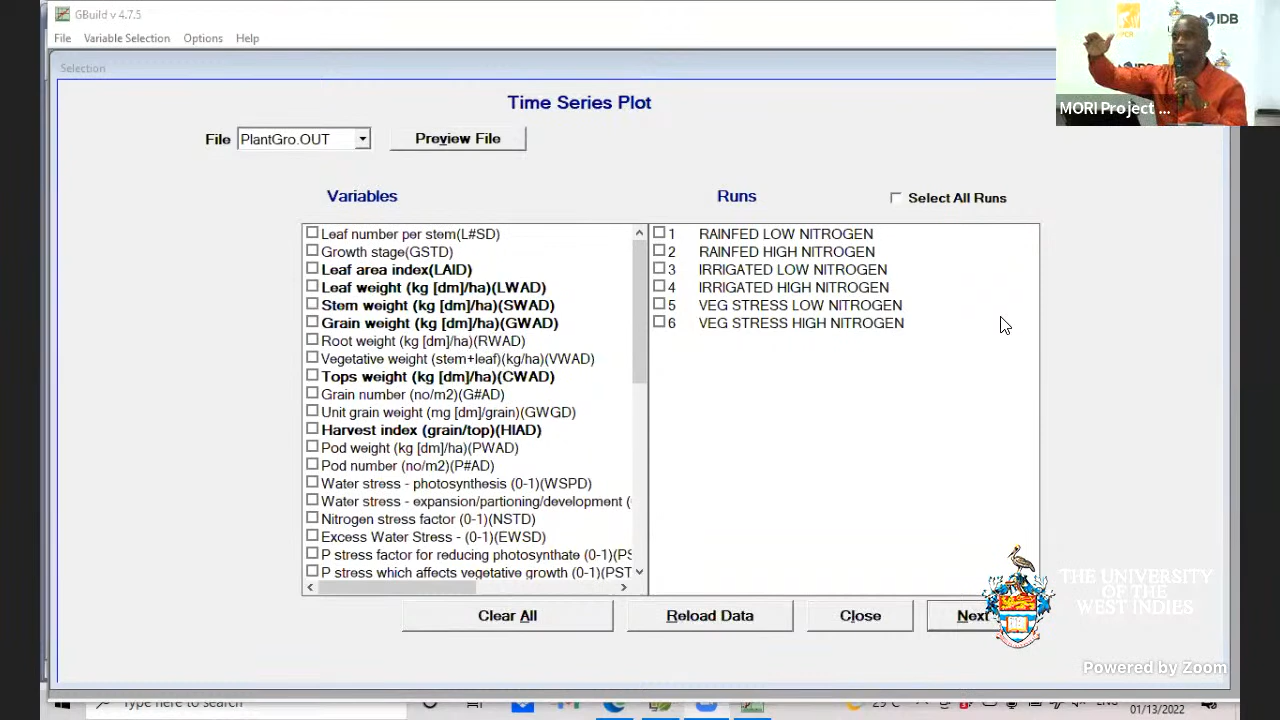 GBuild v 4.7.5
File Variable Selection Options Help
Selection
Time Series Plot
File PlantGro.OUT Preview File
Variables
Runs
Select All Runs
Leaf number per stem(L#SD)
Growth stage(GSTD)
Leaf area index(LAID)
Leaf weight (kg [dm]/ha)(LWAD)
Stem weight (kg [dm]/ha)(SWAD)
Grain weight (kg [dm]/ha)(GWAD)
Root weight (kg [dm]/ha)(RWAD)
Vegetative weight (stem+leaf)(kg/ha)(VWAD)
Tops weight (kg [dm]/ha)(CWAD)
Grain number (no/m2)(G#AD)
Unit grain weight (mg [dm]/grain)(GWGD)
Harvest index (grain/top)(HIAD)
Pod weight (kg [dm]/ha)(PWAD)
Pod number (no/m2)(P#AD)
Water stress - photosynthesis (0-1)(WSPD)
Water stress - expansion/partioning/development (
Nitrogen stress factor (0-1)(NSTD)
Excess Water Stress - (0-1)(EWSD)
P stress factor for reducing photosynthate (0-1)(PS
P stress which affects vegetative growth (0-1)(PST
1 RAINFED LOW NITROGEN
2 RAINFED HIGH NITROGEN
3 IRRIGATED LOW NITROGEN
4 IRRIGATED HIGH NITROGEN
5 VEG STRESS LOW NITROGEN
6 VEG STRESS HIGH NITROGEN
Clear All Reload Data Close Next
IDB
MORI Project ...
THE UNIVERSITY
OF THE
WEST INDIES
Powered by Zoom
Type here to search
29°C
01/13/2022